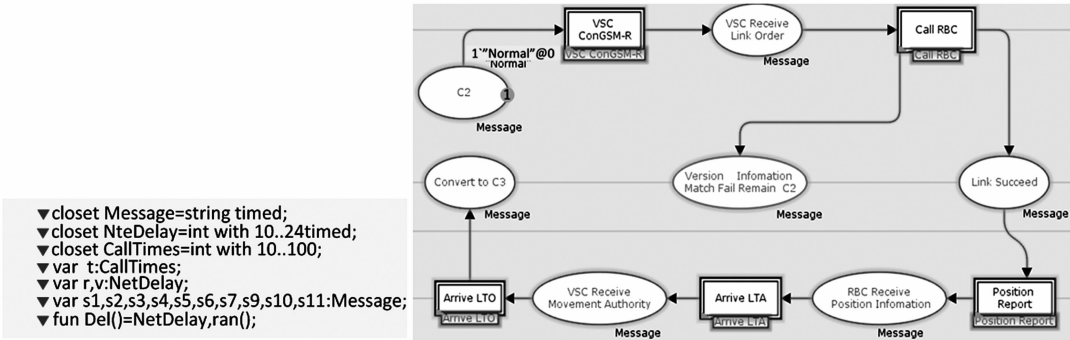 VSC
ConGSM-R
VSC ConGSM-R
VSC Receive
Link Order
Message
Call RBC
Call RBC
1`"Normal"@0
Normal
C2
1
Message
Convert to C3
Message
Version Infomation
Match Fail Remain C2
Message
Link Succeed
Message
▼closet Message=string timed;
▼closet NteDelay=int with 10..24timed;
▼closet CallTimes=int with 10..100;
▼var t:CallTimes;
▼var r,v:NetDelay;
▼var s1,s2,s3,s4,s5,s6,s7,s9,s10,s11:Message;
▼fun Del()=NetDelay,ran();
Arrive LTO
Arrive LTO
VSC Receive
Movement Authority
Message
Arrive LTA
Arrive LTA
RBC Receive
Position Infomation
Message
Position
Report
Position Report